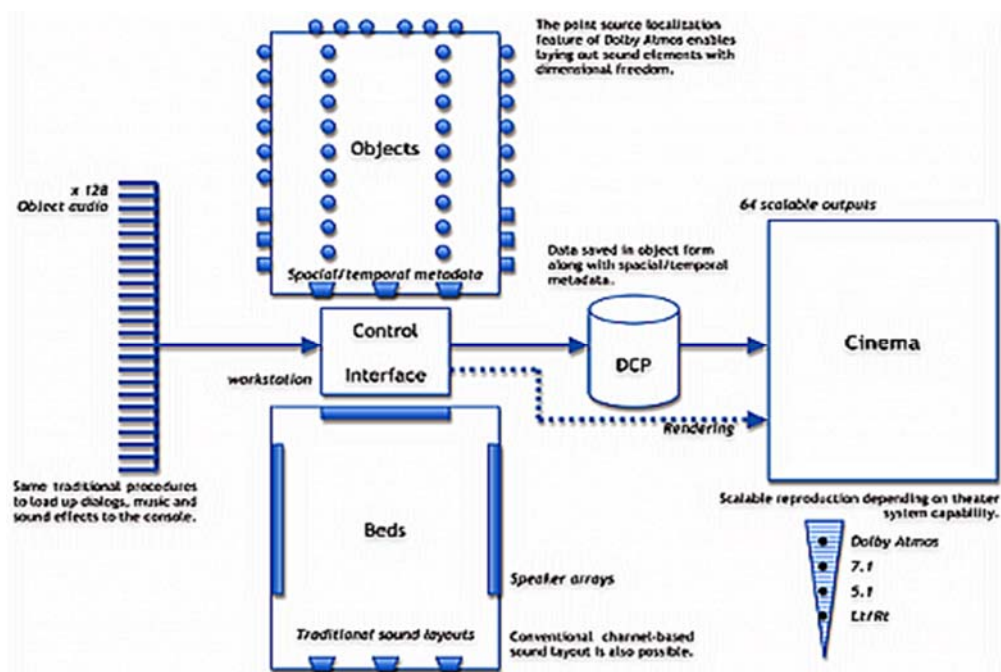 The point source localization
feature of Dolby Atmos enables
laying out sound elements with
dimensional freedom.
Objects
x 128
Object audio
Spacial/temporal metadata
64 scalable outputs
Data saved in object form
along with spacial/temporal
metadata.
Control
Interface
workstation
DCP
Cinema
Rendering
Same traditional procedures
to load up dialogs, music and
sound effects to the console.
Beds
Speaker arrays
Traditional sound layouts
Conventional channel-based
sound layout is also possible.
Scalable reproduction depending on theater
system capability.
Dolby Atmos
7.1
5.1
Lt/Rt